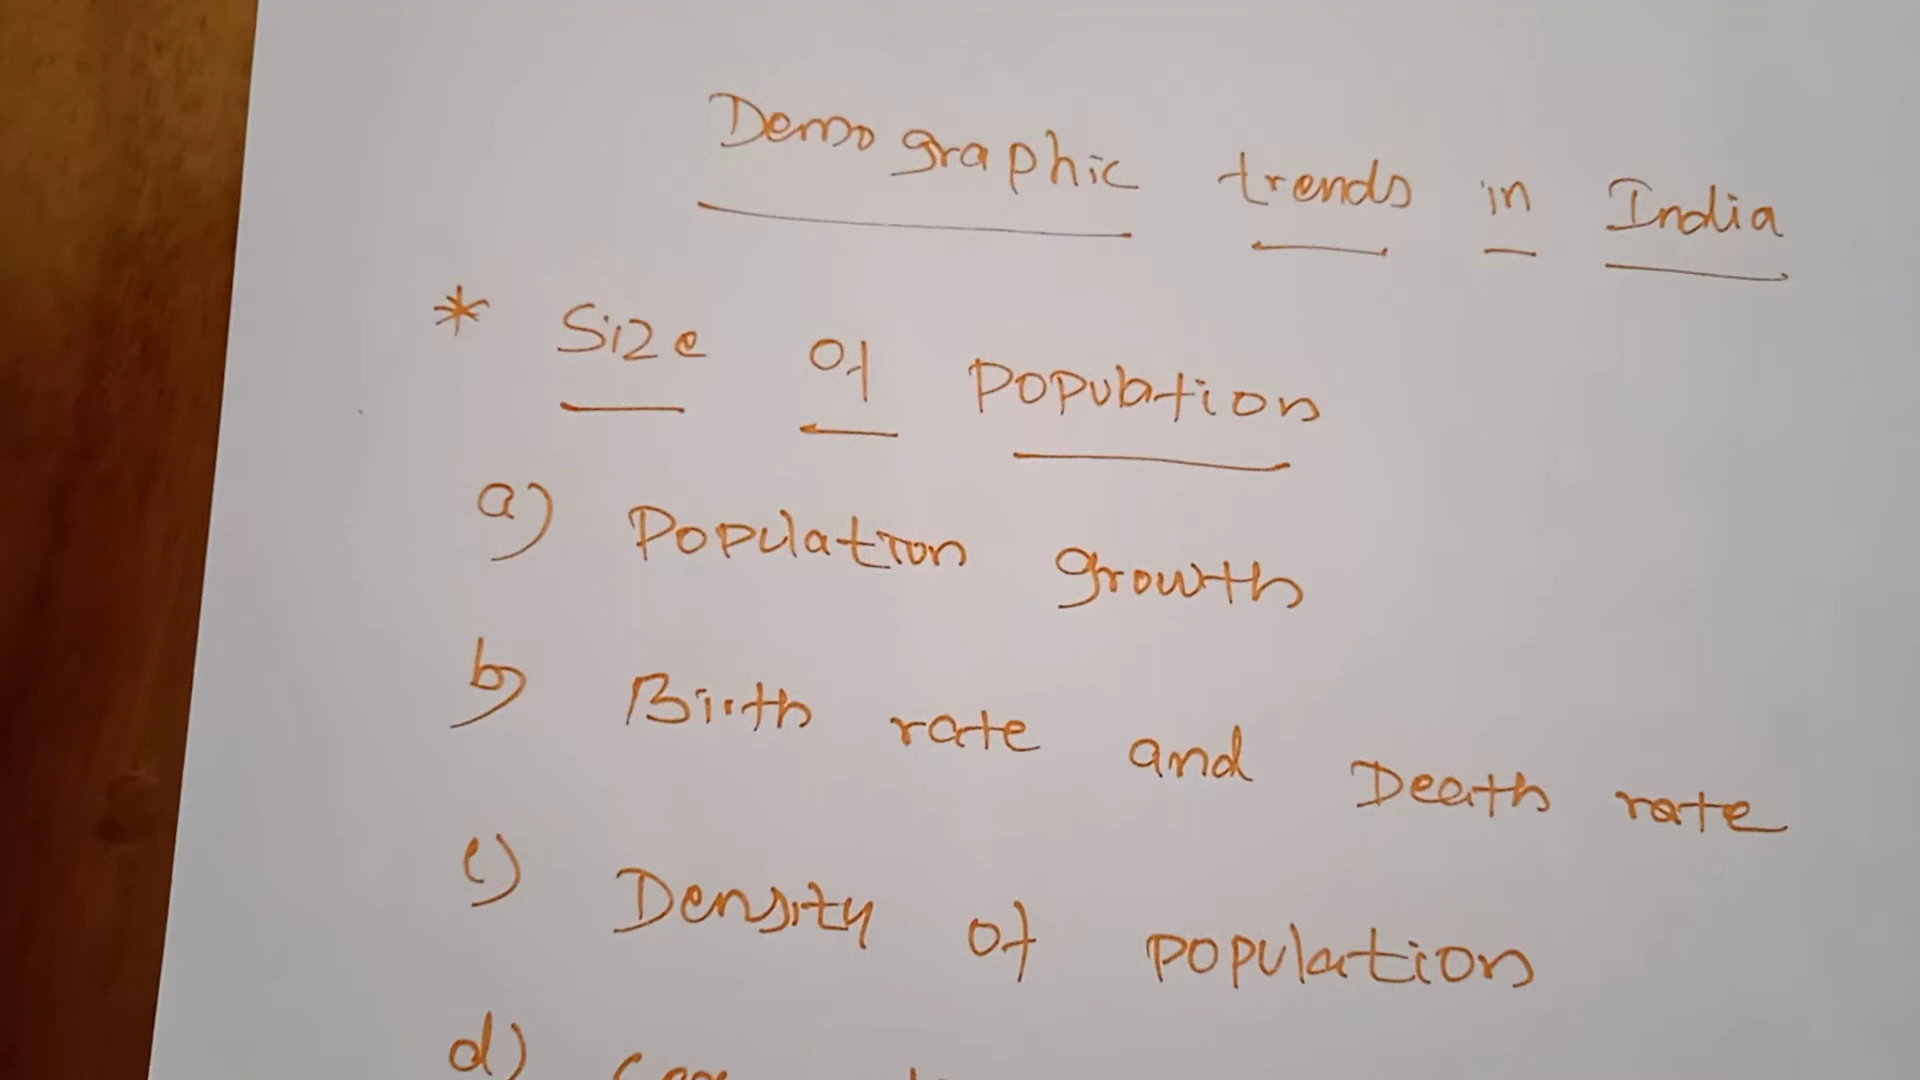 Demographic trends in India
* Size of population
a) Population growth
b) Birth rate and Death rate
c) Density of population
d)